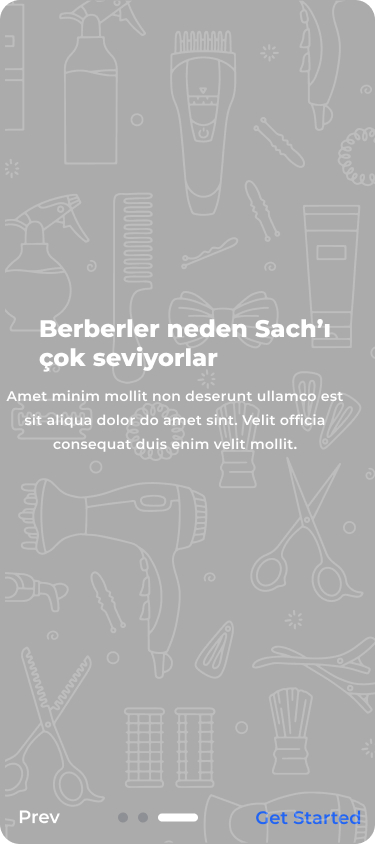 Berberler neden Sach’ı
çok seviyorlar
Amet minim mollit non deserunt ullamco est
sit aliqua dolor do amet sint. Velit officia
consequat duis enim velit mollit.
Prev
Get Started